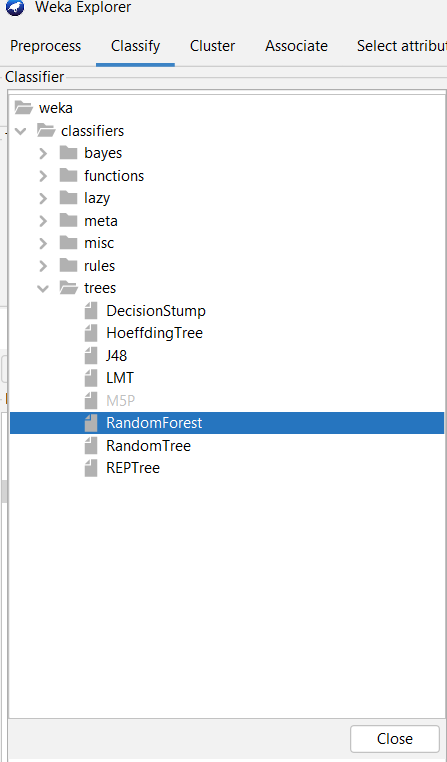 Weka Explorer
Preprocess Classify Cluster Associate Select attribut
Classifier
weka
classifiers
bayes
functions
lazy
meta
misc
rules
trees
DecisionStump
HoeffdingTree
J48
LMT
M5P
RandomForest
RandomTree
REPTree
Close